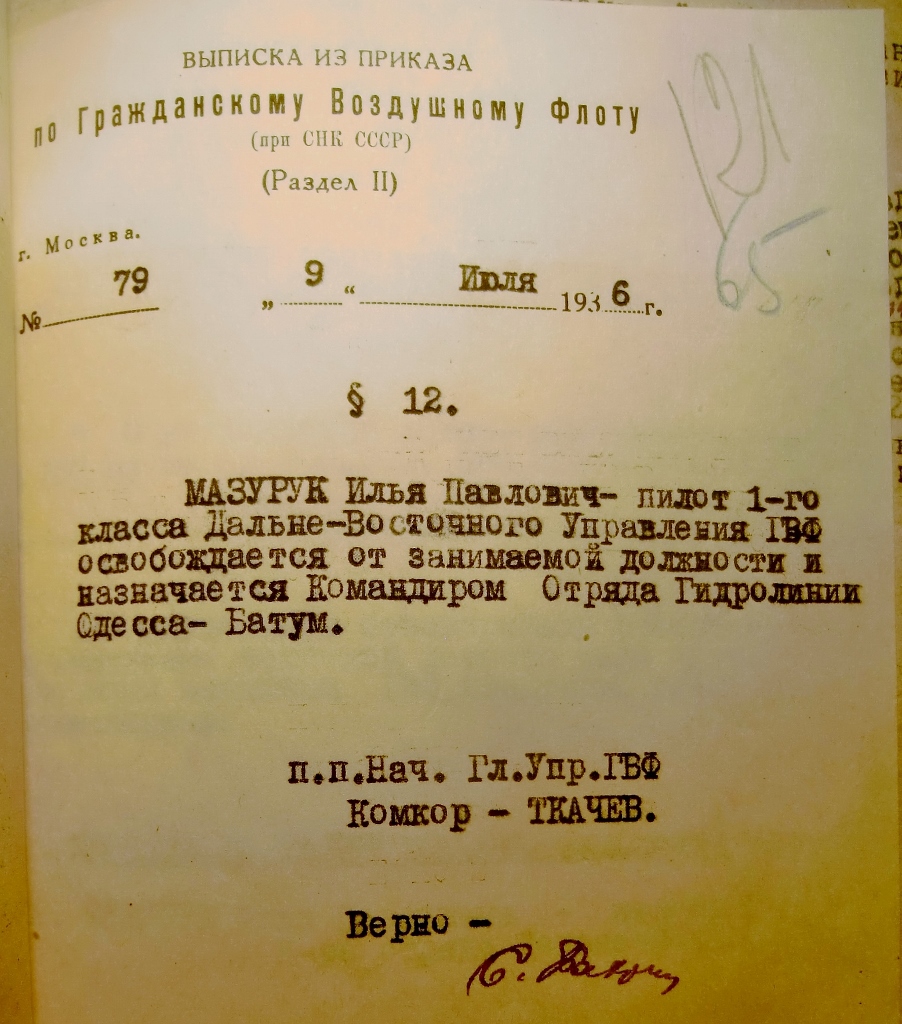 ВЫПИСКА ИЗ ПРИКАЗА
по Гражданскому Воздушному Флоту
(при СНК СССР)
(Раздел II)
121
65
г. Москва.
№ 79 „ 9 “ Июля 1936 г.
§ 12.
МАЗУРУК Илья Павлович- пилот 1-го
класса Дальне-Восточного Управления ГВФ
освобождается от занимаемой должности и
назначается Командиром Отряда Гидролинии
Одесса- Батум.
п.п.Нач. Гл.Упр.ГВФ
Комкор - ТКАЧЕВ.
Верно -